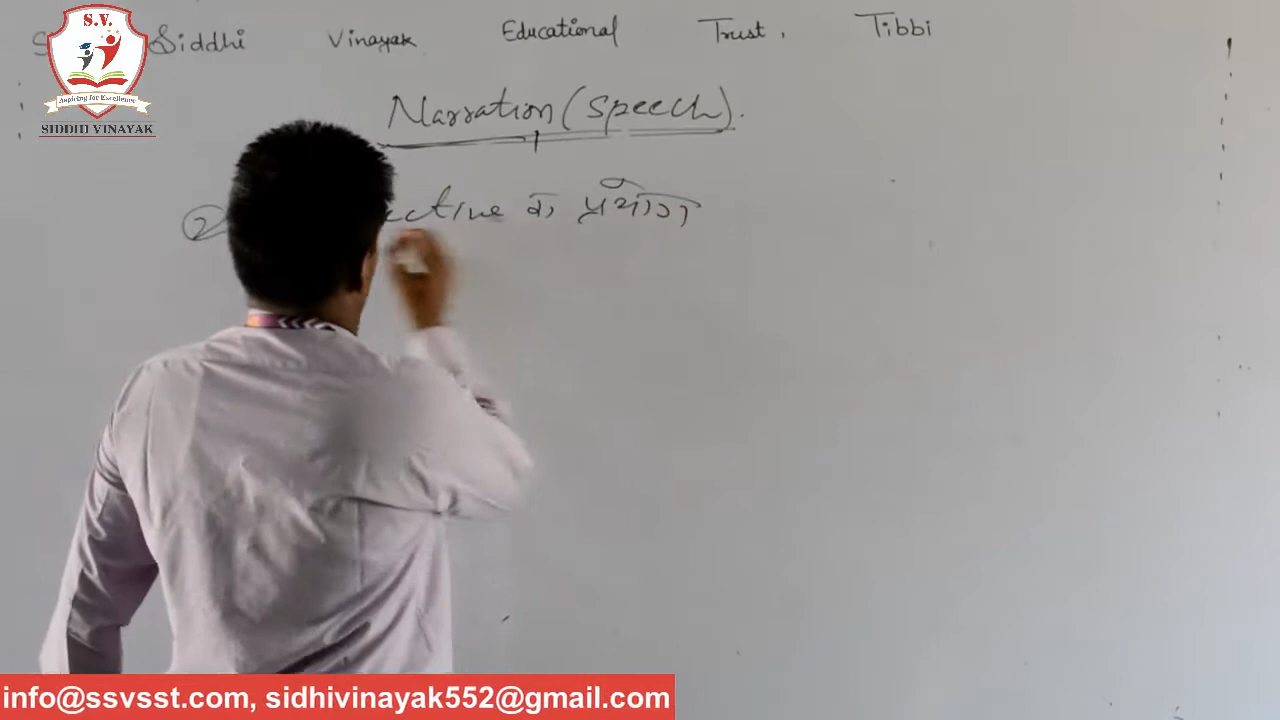 Siddhi Vinayak Educational Trust, Tibbi
S.V.
Aspiring for Excellence
SIDDHI VINAYAK
Narration (Speech).
2 ective का प्रयोग
info@ssvsst.com, sidhivinayak552@gmail.com